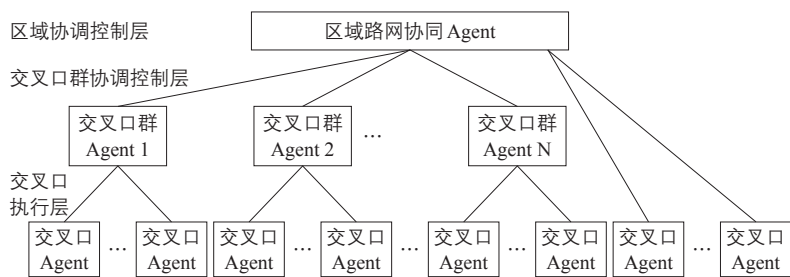 区域协调控制层
区域路网协同Agent
交叉口群协调控制层
交叉口群
Agent 1
交叉口群
Agent 2
...
交叉口群
Agent N
交叉口
执行层
交叉口
Agent
...
交叉口
Agent
交叉口
Agent
...
交叉口
Agent
...
交叉口
Agent
...
交叉口
Agent
交叉口
Agent
...
交叉口
Agent